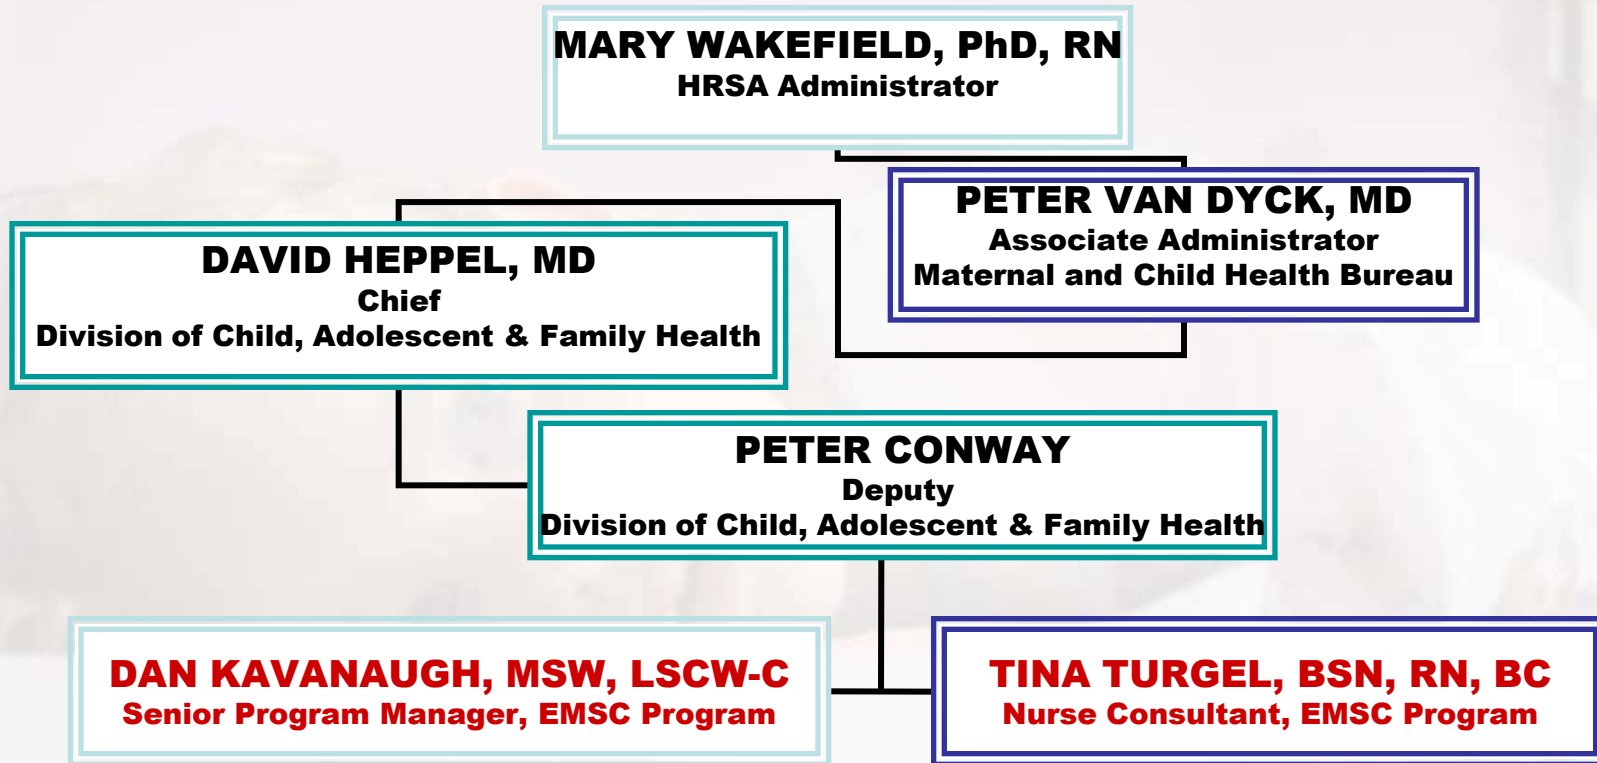 MARY WAKEFIELD, PhD, RN
HRSA Administrator
PETER VAN DYCK, MD
Associate Administrator
Maternal and Child Health Bureau
DAVID HEPPEL, MD
Chief
Division of Child, Adolescent & Family Health
PETER CONWAY
Deputy
Division of Child, Adolescent & Family Health
DAN KAVANAUGH, MSW, LSCW-C
Senior Program Manager, EMSC Program
TINA TURGEL, BSN, RN, BC
Nurse Consultant, EMSC Program